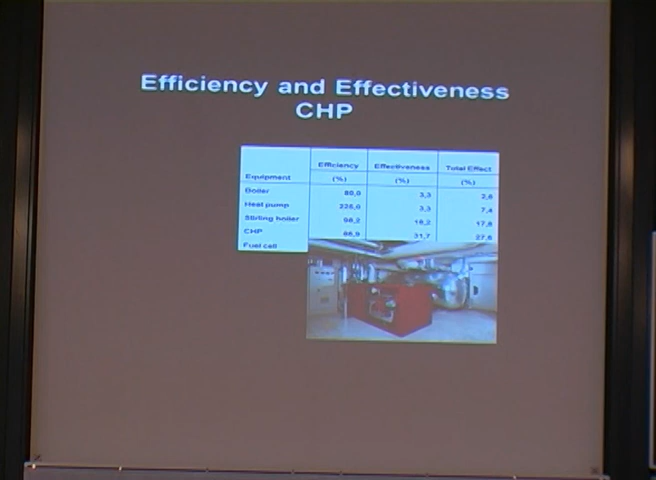 Efficiency and Effectiveness
CHP
Efficiency Effectiveness Total Effect
Equipment (%) (%) (%)
Boiler 80,0 3,3 2,6
Heat pump 225,0 3,3 7,4
Stirling boiler 98,2 18,2 17,8
CHP 86,9 31,7 27,5
Fuel cell